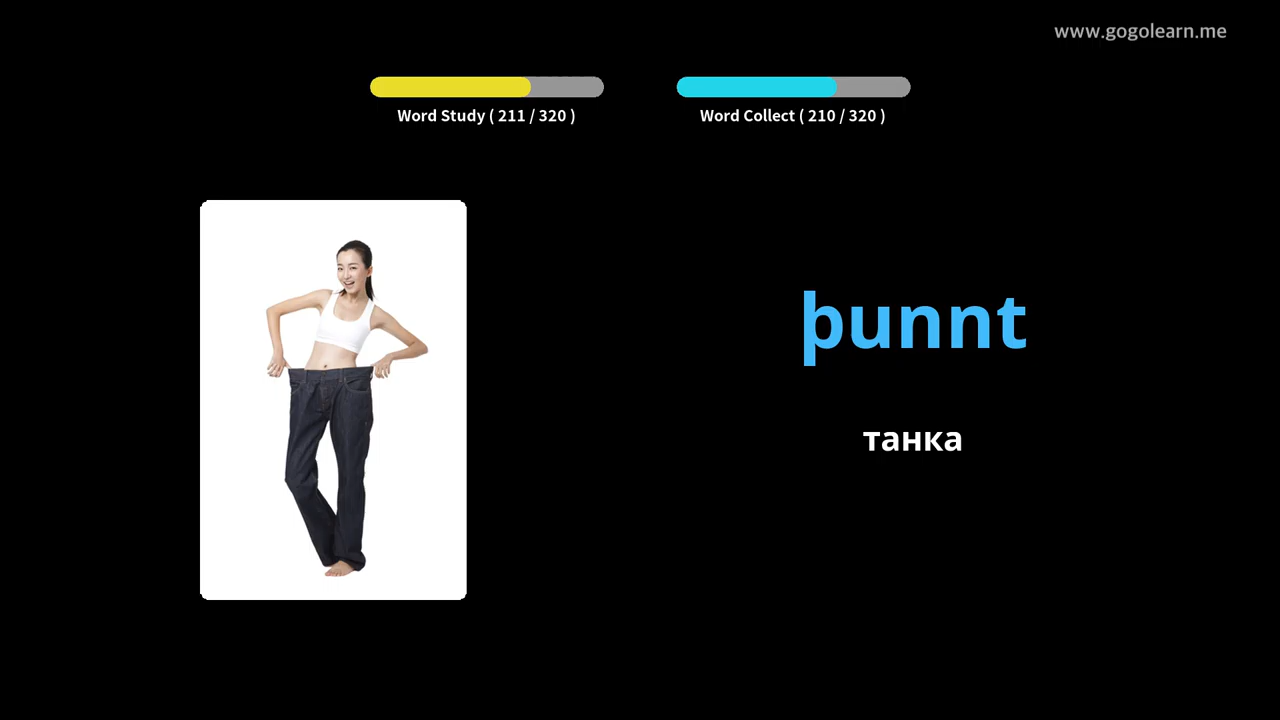 www.gogolearn.me
Word Study ( 211 / 320 )
Word Collect ( 210 / 320 )
þunnt
танка